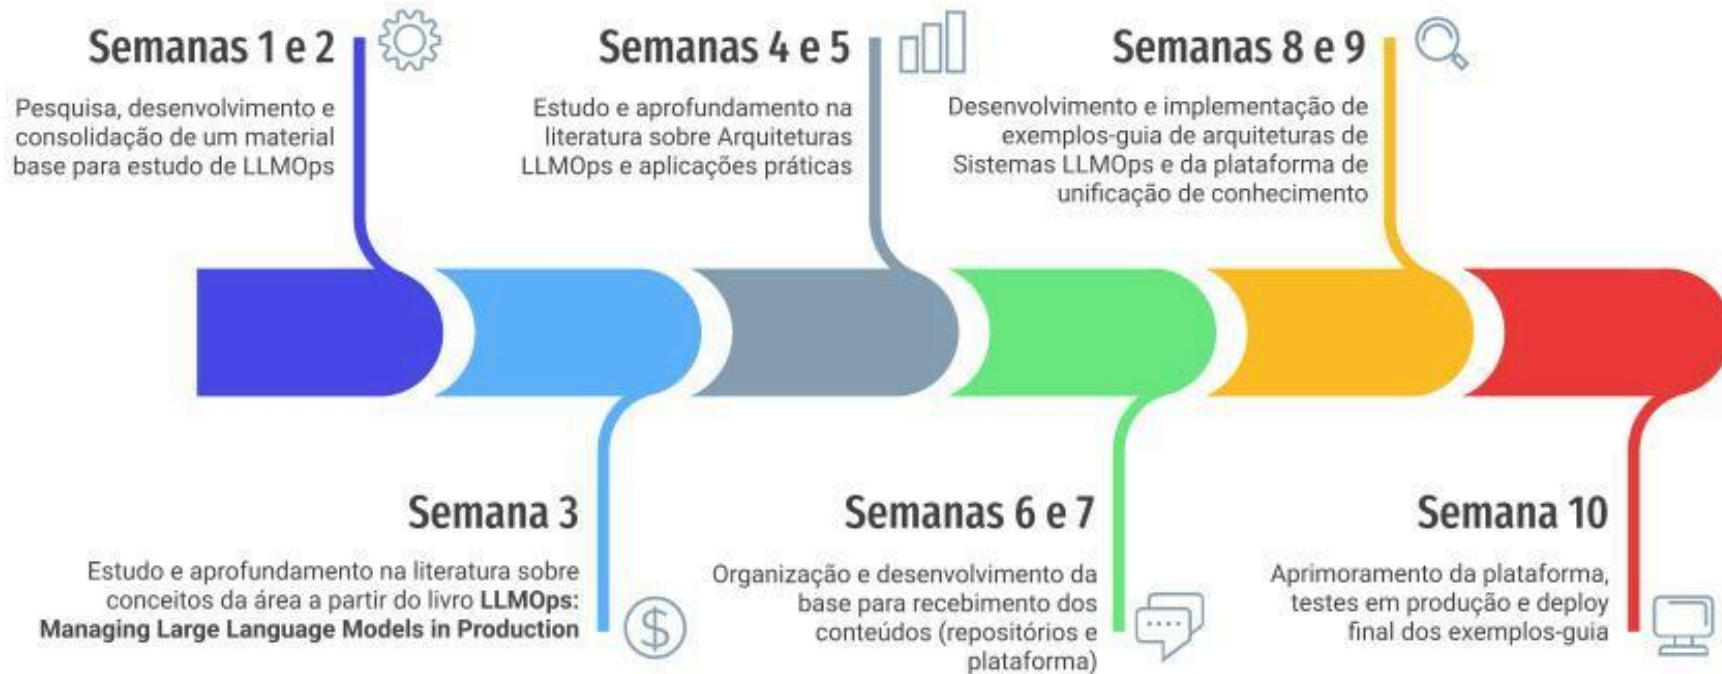 Semanas 1 e 2
Pesquisa, desenvolvimento e
consolidação de um material
base para estudo de LLMOps
Semanas 4 e 5
Estudo e aprofundamento na
literatura sobre Arquiteturas
LLMOps e aplicações práticas
Semanas 8 e 9
Desenvolvimento e implementação de
exemplos-guia de arquiteturas de
Sistemas LLMOps e da plataforma de
unificação de conhecimento
Semana 3
Estudo e aprofundamento na literatura sobre
conceitos da área a partir do livro LLMOps:
Managing Large Language Models in Production
Semanas 6 e 7
Organização e desenvolvimento da
base para recebimento dos
conteúdos (repositórios e
plataforma)
Semana 10
Aprimoramento da plataforma,
testes em produção e deploy
final dos exemplos-guia